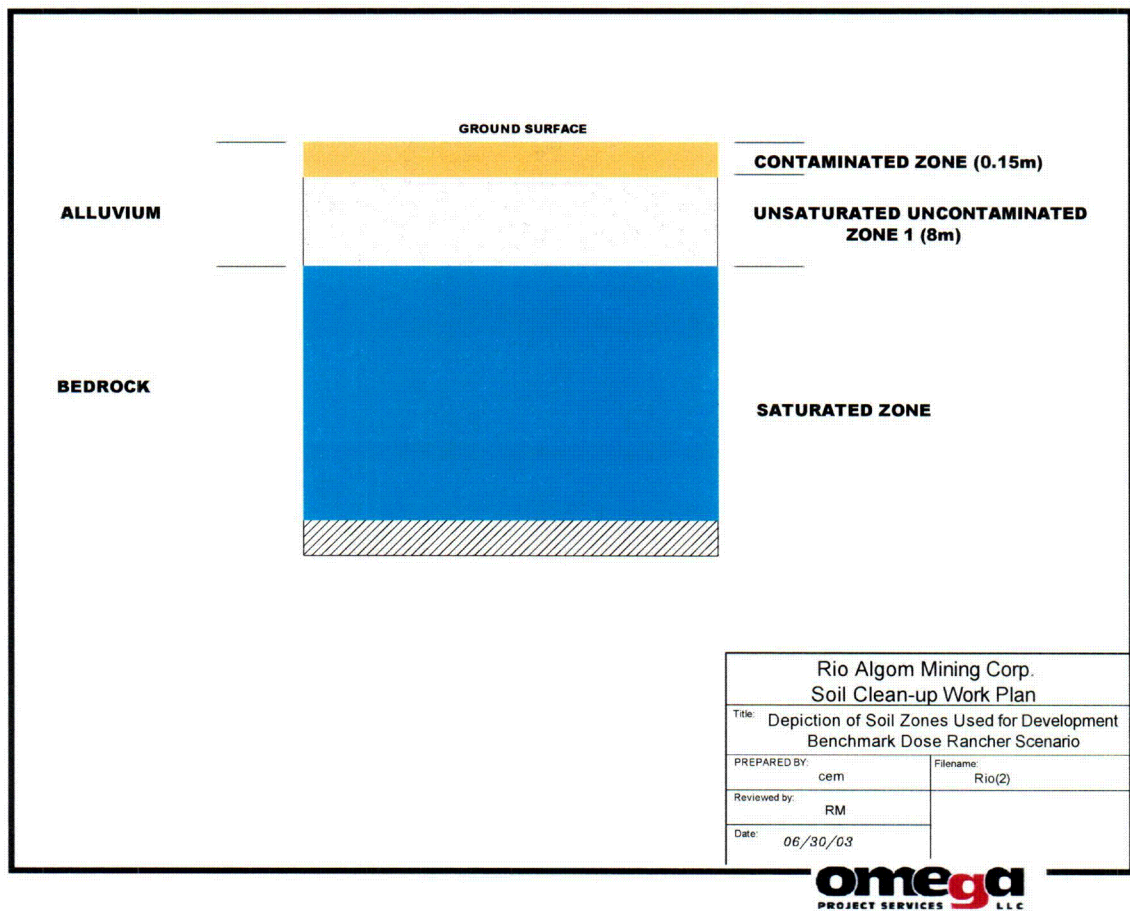 GROUND SURFACE
CONTAMINATED ZONE (0.15m)
ALLUVIUM
UNSATURATED UNCONTAMINATED
ZONE 1 (8m)
BEDROCK
SATURATED ZONE
Rio Algom Mining Corp.
Soil Clean-up Work Plan
Title: Depiction of Soil Zones Used for Development
Benchmark Dose Rancher Scenario
PREPARED BY:
cem
Filename:
Rio(2)
Reviewed by:
RM
Date: 06/30/03
omega
PROJECT SERVICES LLC